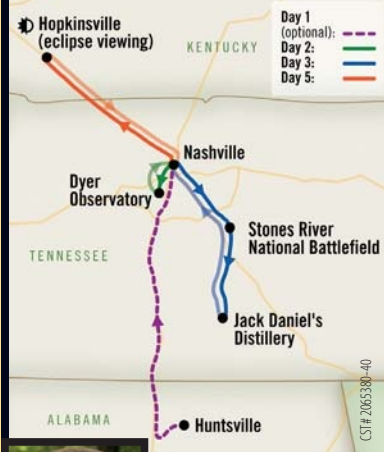 Hopkinsville
(eclipse viewing)
KENTUCKY
Day 1
(optional):
Day 2:
Day 3:
Day 5:
Nashville
Dyer
Observatory
Stones River
National Battlefield
TENNESSEE
Jack Daniel's
Distillery
ALABAMA
Huntsville
CST# 2065380-40